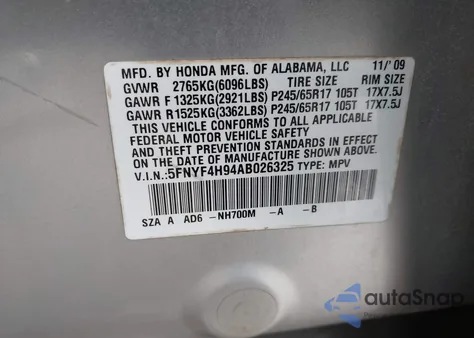 MFD. BY HONDA MFG. OF ALABAMA, LLC 11/'09
GVWR 2765KG(6096LBS) TIRE SIZE RIM SIZE
GAWR F 1325KG(2921LBS) P245/65R17 105T 17X7.5J
GAWR R1525KG(3362LBS) P245/65R17 105T 17X7.5J
THIS VEHICLE CONFORMS TO ALL APPLICABLE
FEDERAL MOTOR VEHICLE SAFETY
AND THEFT PREVENTION STANDARDS IN
EFFECT ON THE DATE OF MANUFACTURE
SHOWN ABOVE.
V.I.N.:5FNYF4H94AB026325 TYPE: MPV
SZA A AD6 -NH700M -A -B
autoSnap